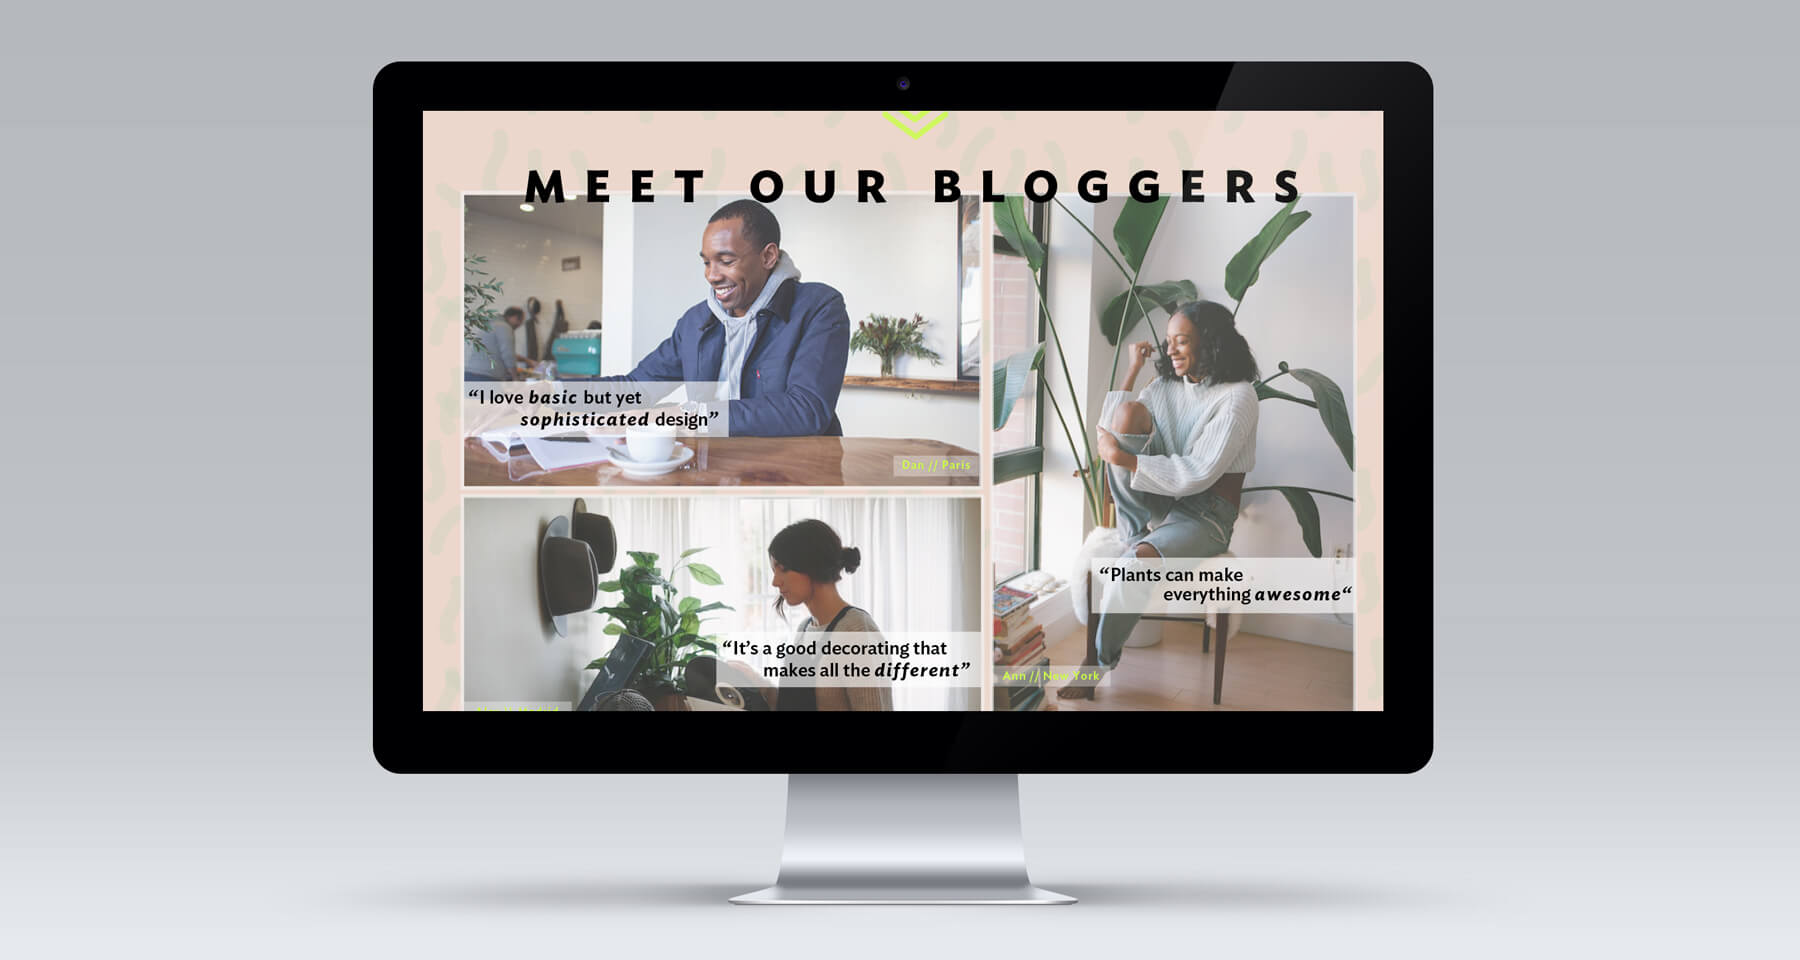 MEET OUR BLOGGERS
“I love basic but yet
sophisticated design”
Dan // Paris
“Plants can make
everything awesome“
“It’s a good decorating that
makes all the different”
Ann // New York